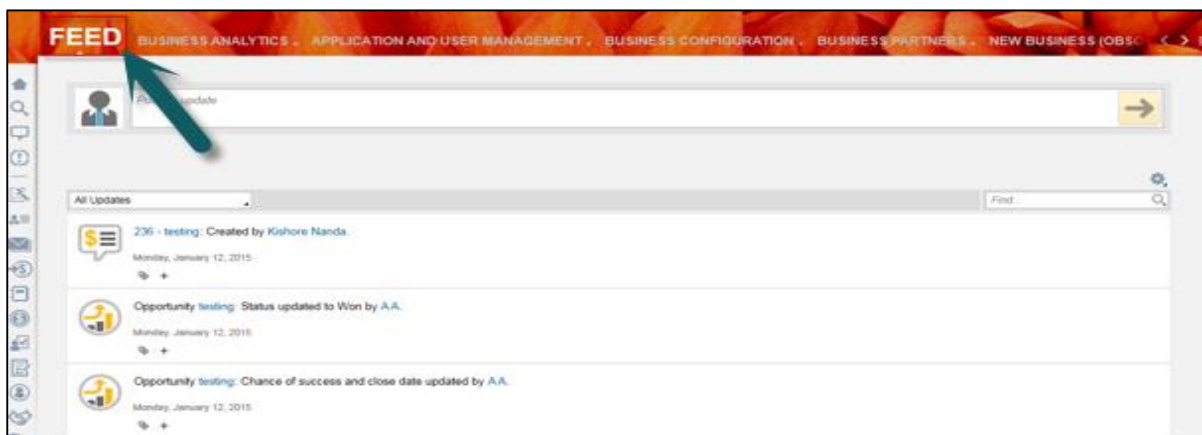 FEED BUSINESS ANALYTICS APPLICATION AND USER MANAGEMENT BUSINESS CONFIGURATION BUSINESS PARTNERS NEW BUSINESS (OBSO
update
All Updates Find...
236 - testing: Created by Kishore Nanda.
Monday, January 12, 2015
Opportunity testing: Status updated to Won by A A.
Monday, January 12, 2015
Opportunity testing: Chance of success and close date updated by A A.
Monday, January 12, 2015